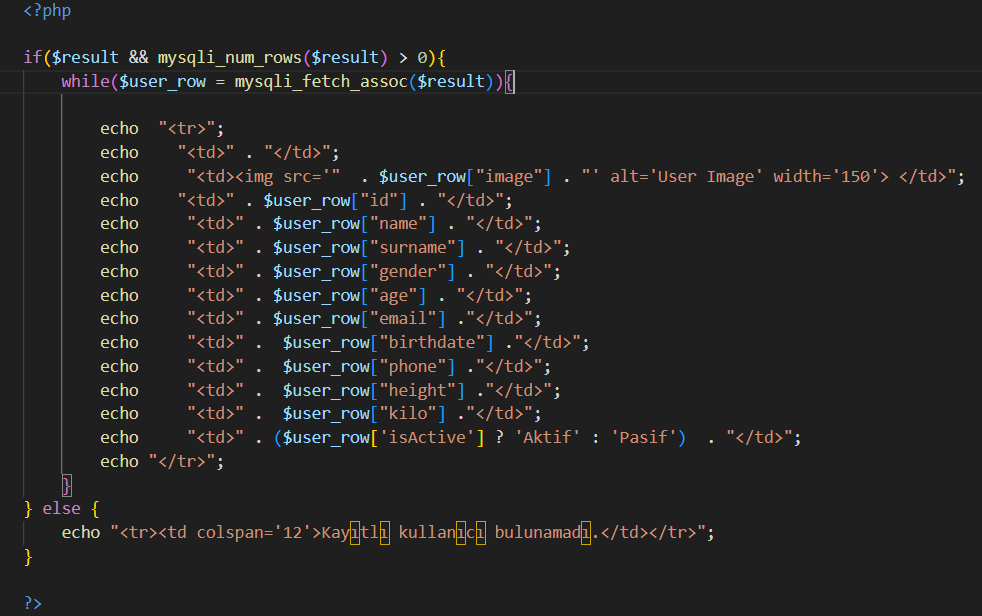 <?php
if($result && mysqli_num_rows($result) > 0){
while($user_row = mysqli_fetch_assoc($result)){
echo  "<tr>";
echo    "<td>" . "</td>";
echo     "<td><img src='"  . $user_row["image"] . "' alt='User Image' width='150'> </td>";
echo    "<td>" . $user_row["id"] . "</td>";
echo     "<td>" . $user_row["name"] . "</td>";
echo     "<td>" . $user_row["surname"] . "</td>";
echo     "<td>" . $user_row["gender"] . "</td>";
echo     "<td>" . $user_row["age"] . "</td>";
echo     "<td>" . $user_row["email"] ."</td>";
echo     "<td>" .  $user_row["birthdate"] ."</td>";
echo     "<td>" .  $user_row["phone"] ."</td>";
echo     "<td>" .  $user_row["height"] ."</td>";
echo     "<td>" .  $user_row["kilo"] ."</td>";
echo     "<td>" . ($user_row['isActive'] ? 'Aktif' : 'Pasif')  . "</td>";
echo "</tr>";
}
} else {
echo "<tr><td colspan='12'>Kayıtlı kullanıcı bulunamadı.</td></tr>";
}
?>